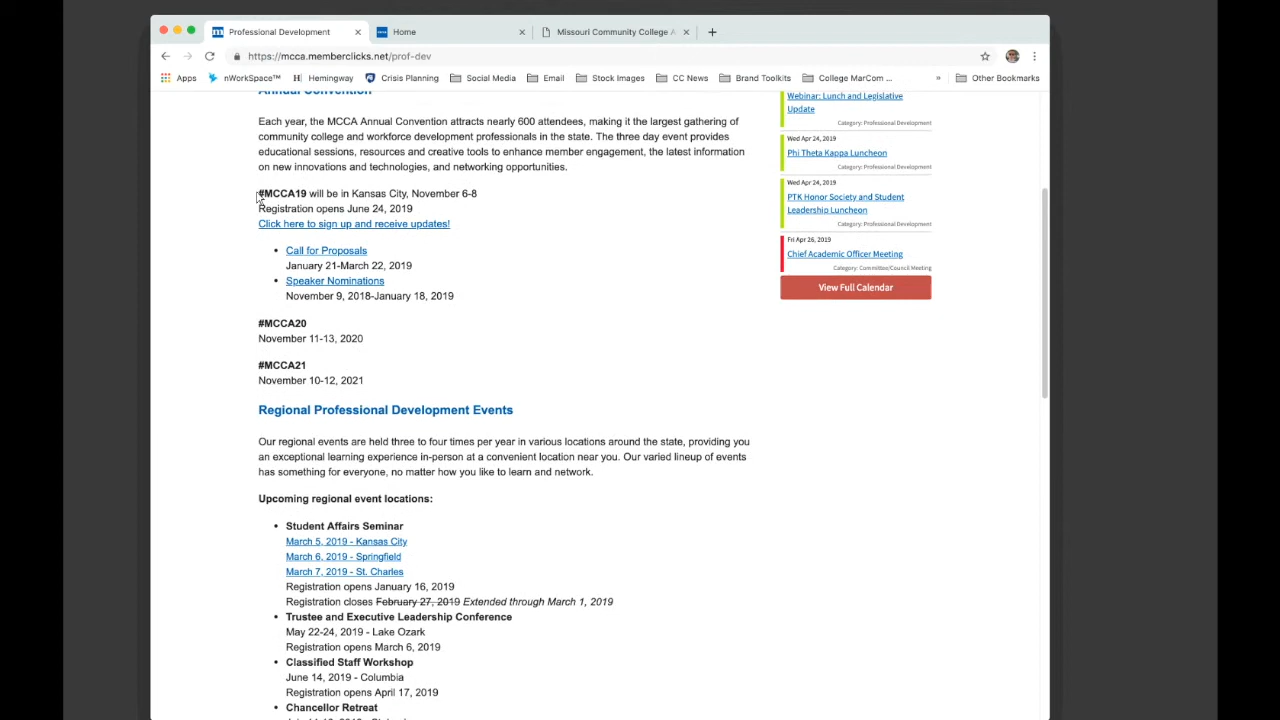 Professional Development
Home
Missouri Community College A
https://mcca.memberclicks.net/prof-dev
Apps
nWorkSpace™
Hemingway
Crisis Planning
Social Media
Email
Stock Images
CC News
Brand Toolkits
College MarCom ...
»
Other Bookmarks
Annual Convention
Each year, the MCCA Annual Convention attracts nearly 600 attendees, making it the largest gathering of
community college and workforce development professionals in the state. The three day event provides
educational sessions, resources and creative tools to enhance member engagement, the latest information
on new innovations and technologies, and networking opportunities.
#MCCA19 will be in Kansas City, November 6-8
Registration opens June 24, 2019
Click here to sign up and receive updates!
• Call for Proposals
January 21-March 22, 2019
• Speaker Nominations
November 9, 2018-January 18, 2019
#MCCA20
November 11-13, 2020
#MCCA21
November 10-12, 2021
Regional Professional Development Events
Our regional events are held three to four times per year in various locations around the state, providing you
an exceptional learning experience in-person at a convenient location near you. Our varied lineup of events
has something for everyone, no matter how you like to learn and network.
Upcoming regional event locations:
• Student Affairs Seminar
March 5, 2019 - Kansas City
March 6, 2019 - Springfield
March 7, 2019 - St. Charles
Registration opens January 16, 2019
Registration closes February 27, 2019 Extended through March 1, 2019
• Trustee and Executive Leadership Conference
May 22-24, 2019 - Lake Ozark
Registration opens March 6, 2019
• Classified Staff Workshop
June 14, 2019 - Columbia
Registration opens April 17, 2019
• Chancellor Retreat
Webinar: Lunch and Legislative
Update
Category: Professional Development
Wed Apr 24, 2019
Phi Theta Kappa Luncheon
Category: Professional Development
Wed Apr 24, 2019
PTK Honor Society and Student
Leadership Luncheon
Category: Professional Development
Fri Apr 26, 2019
Chief Academic Officer Meeting
Category: Committee/Council Meeting
View Full Calendar